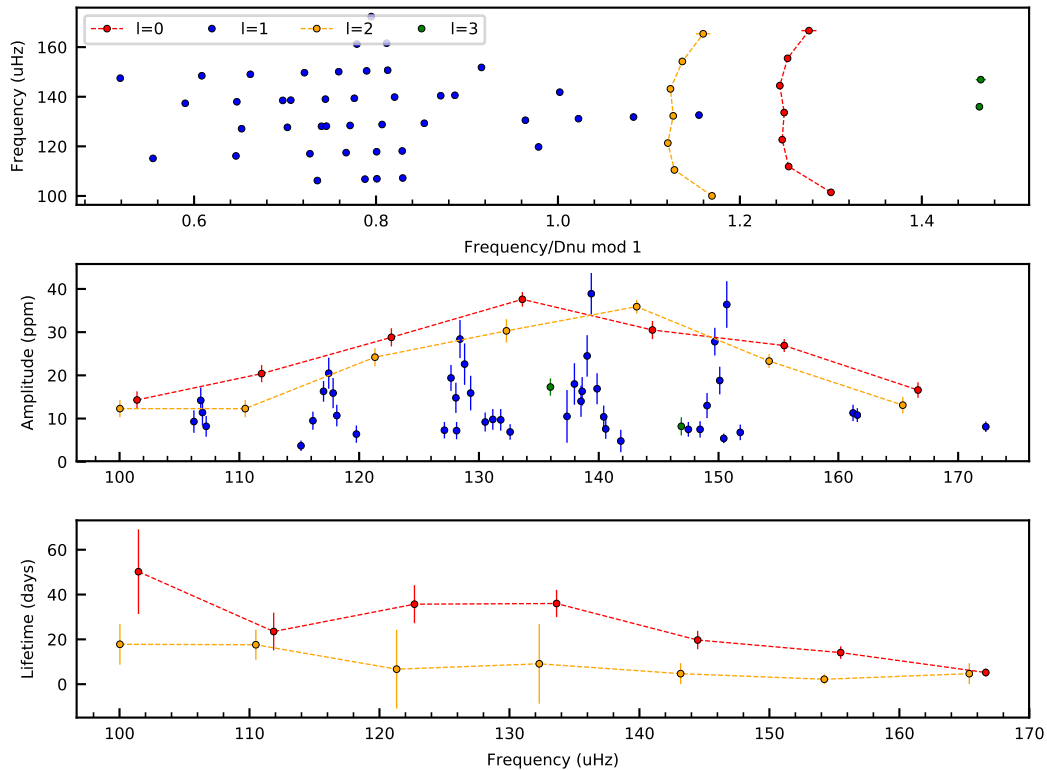 l=0 l=1 l=2 l=3
160
140
120
100
Frequency (uHz)
0.6 0.8 1.0 1.2 1.4
Frequency/Dnu mod 1
40
30
20
10
0
Amplitude (ppm)
100 110 120 130 140 150 160 170
60
40
20
0
Lifetime (days)
100 110 120 130 140 150 160 170
Frequency (uHz)